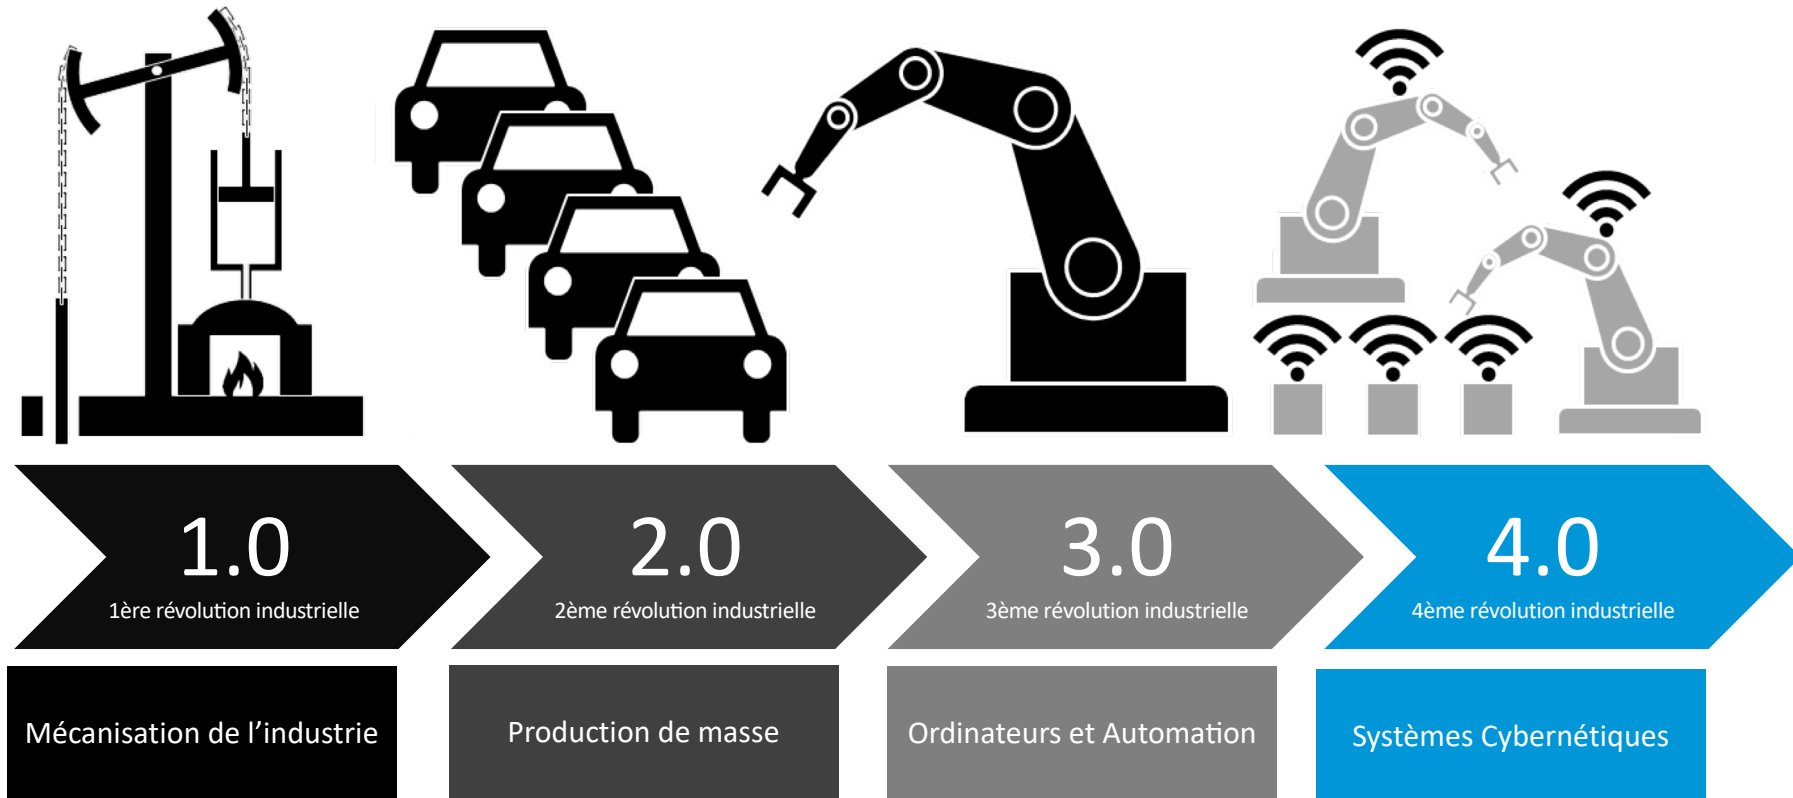 1.0
1ère révolution industrielle
2.0
2ème révolution industrielle
3.0
3ème révolution industrielle
4.0
4ème révolution industrielle
Mécanisation de l’industrie
Production de masse
Ordinateurs et Automation
Systèmes Cybernétiques